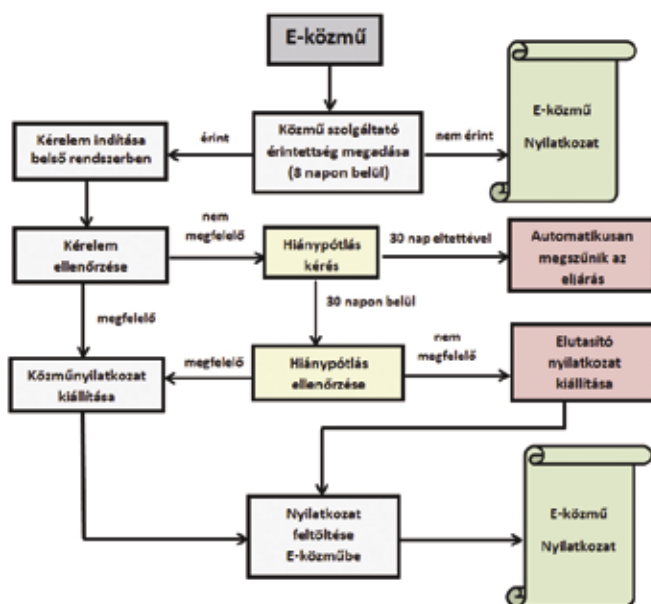 E-közmű
Közmű szolgáltató
érintettség megadása
(8 napon belül)
érint
nem érint
E-közmű
Nyilatkozat
Kérelem indítása
belső rendszerben
Kérelem
ellenőrzése
nem
megfelelő
Hiánypótlás
kérés
30 nap eltettével
Automatikusan
megszűnik az
eljárás
megfelelő
30 napon belül
Közműnyilatkozat
kiállítása
megfelelő
Hiánypótlás
ellenőrzése
nem
megfelelő
Elutasító
nyilatkozat
kiállítása
Nyilatkozat
feltöltése
E-közműbe
E-közmű
Nyilatkozat